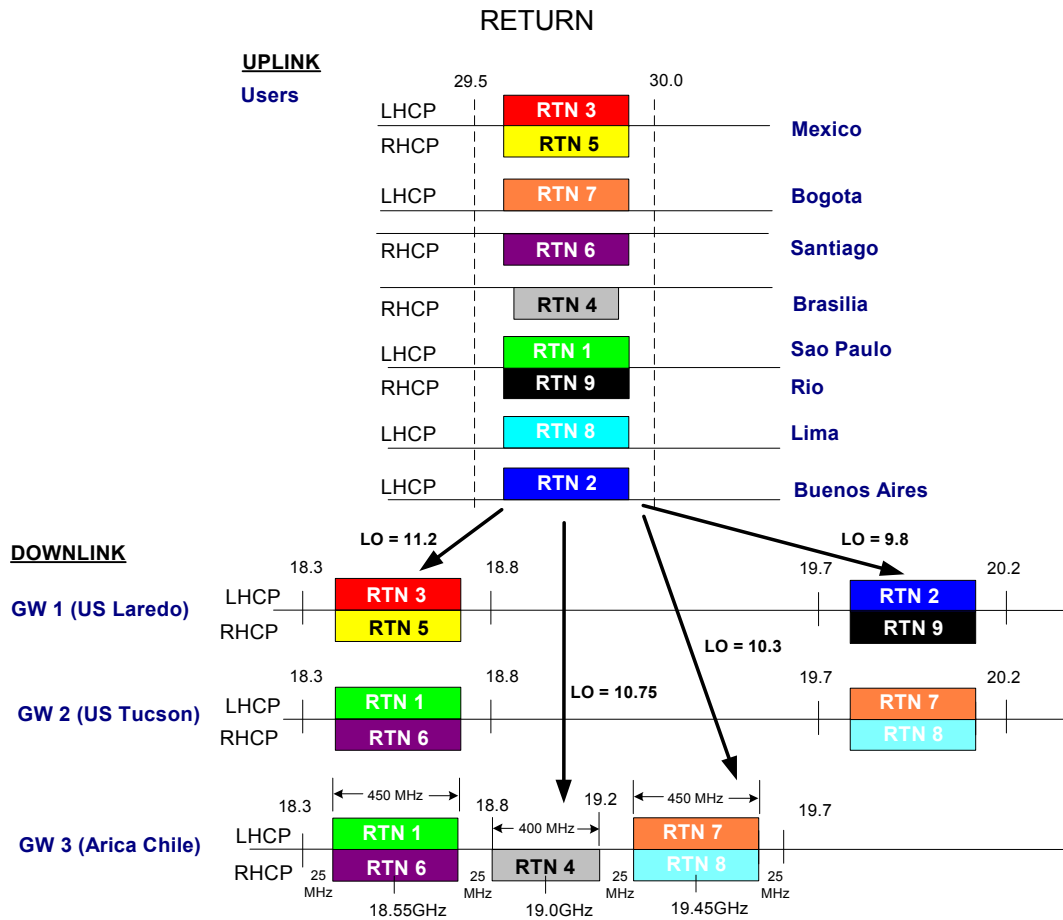 RETURN
UPLINK
Users
29.5
30.0
LHCP
RTN 3
RHCP
RTN 5
Mexico
LHCP
RTN 7
Bogota
RHCP
RTN 6
Santiago
RHCP
RTN 4
Brasilia
LHCP
RTN 1
Sao Paulo
RHCP
RTN 9
Rio
LHCP
RTN 8
Lima
LHCP
RTN 2
Buenos Aires
DOWNLINK
LO = 11.2
LO = 9.8
LO = 10.3
LO = 10.75
18.3
18.8
19.7
20.2
GW 1 (US Laredo)
LHCP
RTN 3
RTN 2
RHCP
RTN 5
RTN 9
18.3
18.8
19.7
20.2
GW 2 (US Tucson)
LHCP
RTN 1
RTN 7
RHCP
RTN 6
RTN 8
18.3
450 MHz
18.8
400 MHz
19.2
450 MHz
19.7
GW 3 (Arica Chile)
LHCP
RTN 1
RTN 7
RHCP
RTN 6
RTN 4
RTN 8
25 MHz
25 MHz
25 MHz
25 MHz
18.55GHz
19.0GHz
19.45GHz